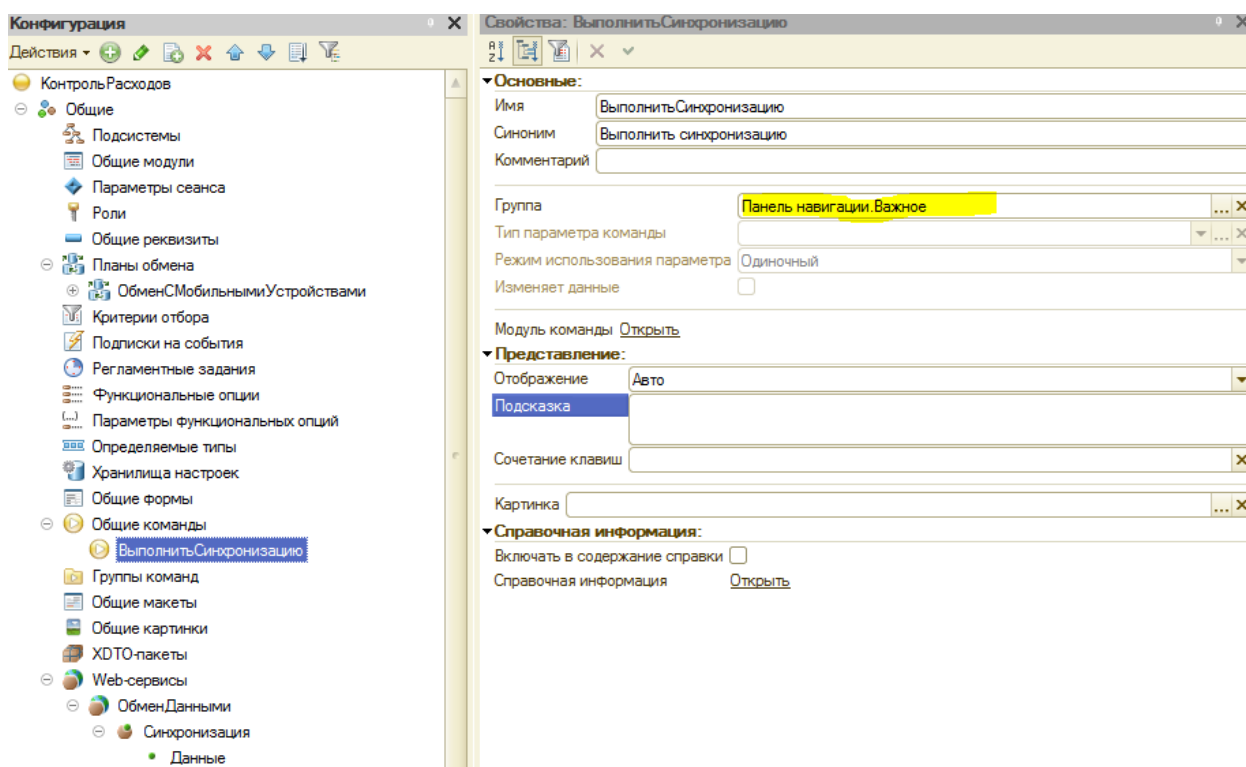 Конфигурация
Действия
КонтрольРасходов
Общие
Подсистемы
Общие модули
Параметры сеанса
Роли
Общие реквизиты
Планы обмена
ОбменСМобильнымиУстройствами
Критерии отбора
Подписки на события
Регламентные задания
Функциональные опции
Параметры функциональных опций
Определяемые типы
Хранилища настроек
Общие формы
Общие команды
ВыполнитьСинхронизацию
Группы команд
Общие макеты
Общие картинки
XDTO-пакеты
Web-сервисы
ОбменДанными
Синхронизация
Данные
Свойства: ВыполнитьСинхронизацию
Основные:
Имя ВыполнитьСинхронизацию
Синоним Выполнить синхронизацию
Комментарий
Группа Панель навигации.Важное ...
Тип параметра команды ...
Режим использования параметра Одиночный
Изменяет данные
Модуль команды Открыть
Представление:
Отображение Авто
Подсказка
Сочетание клавиш
Картинка ...
Справочная информация:
Включать в содержание справки
Справочная информация Открыть